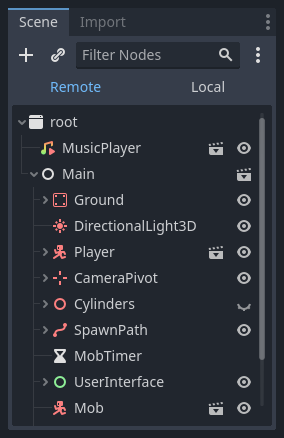 Scene Import
Filter Nodes
Remote Local
root
MusicPlayer
Main
Ground
DirectionalLight3D
Player
CameraPivot
Cylinders
SpawnPath
MobTimer
UserInterface
Mob